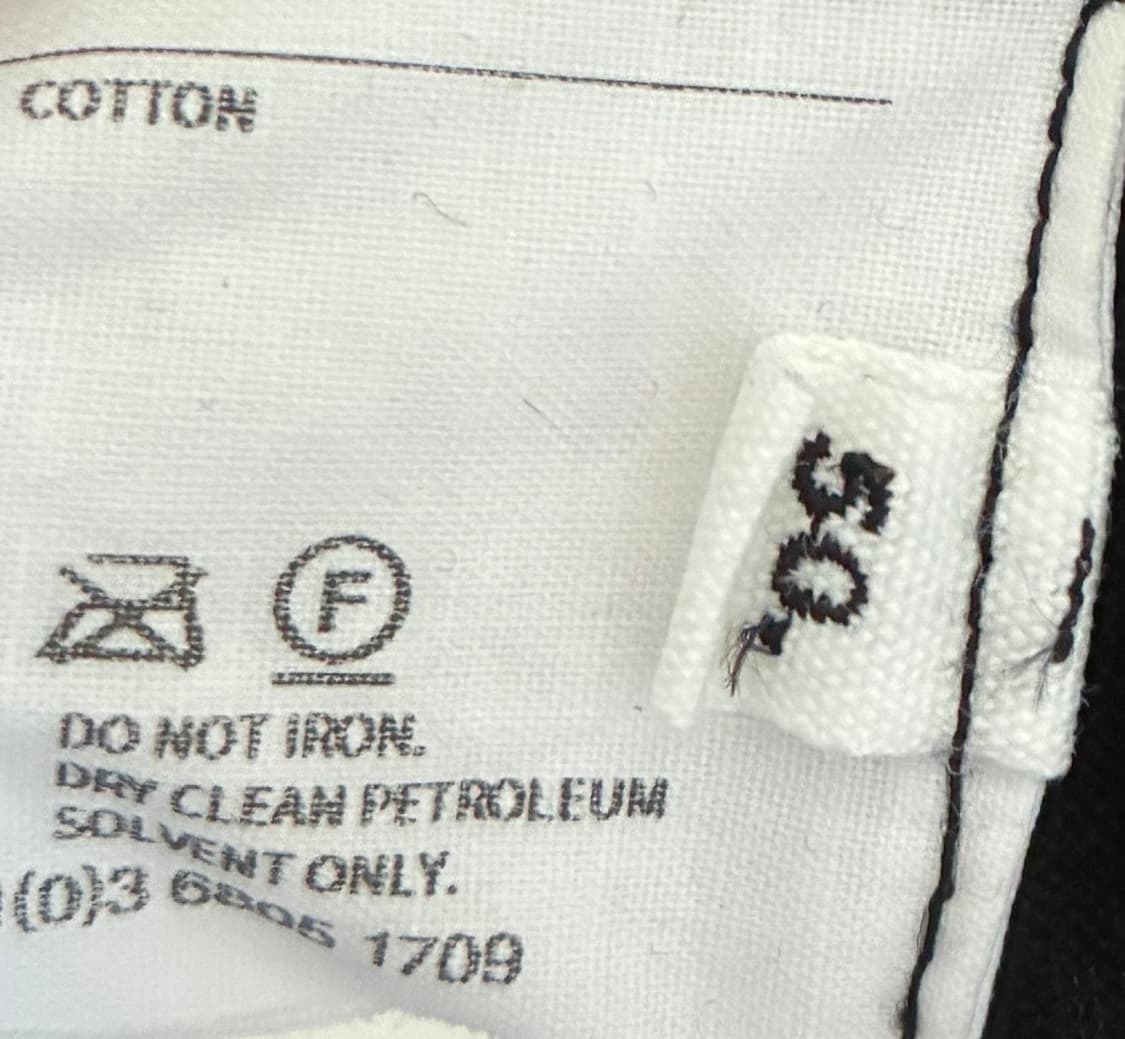 COTTON
F
DO NOT IRON.
DRY CLEAN PETROLEUM
SOLVENT ONLY.
(0)3 6805 1709